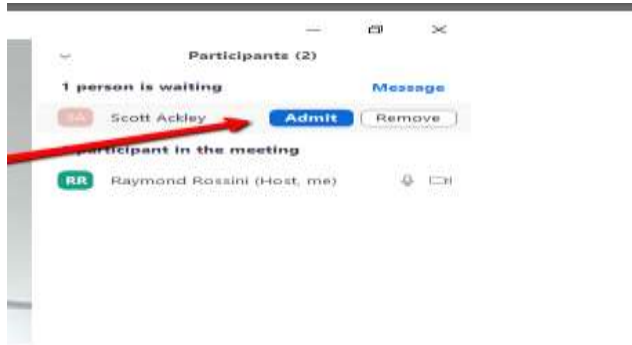 Participants (2)
1 person is waiting Message
SA Scott Ackley Admit Remove
participant in the meeting
RR Raymond Rossini (Host, me)